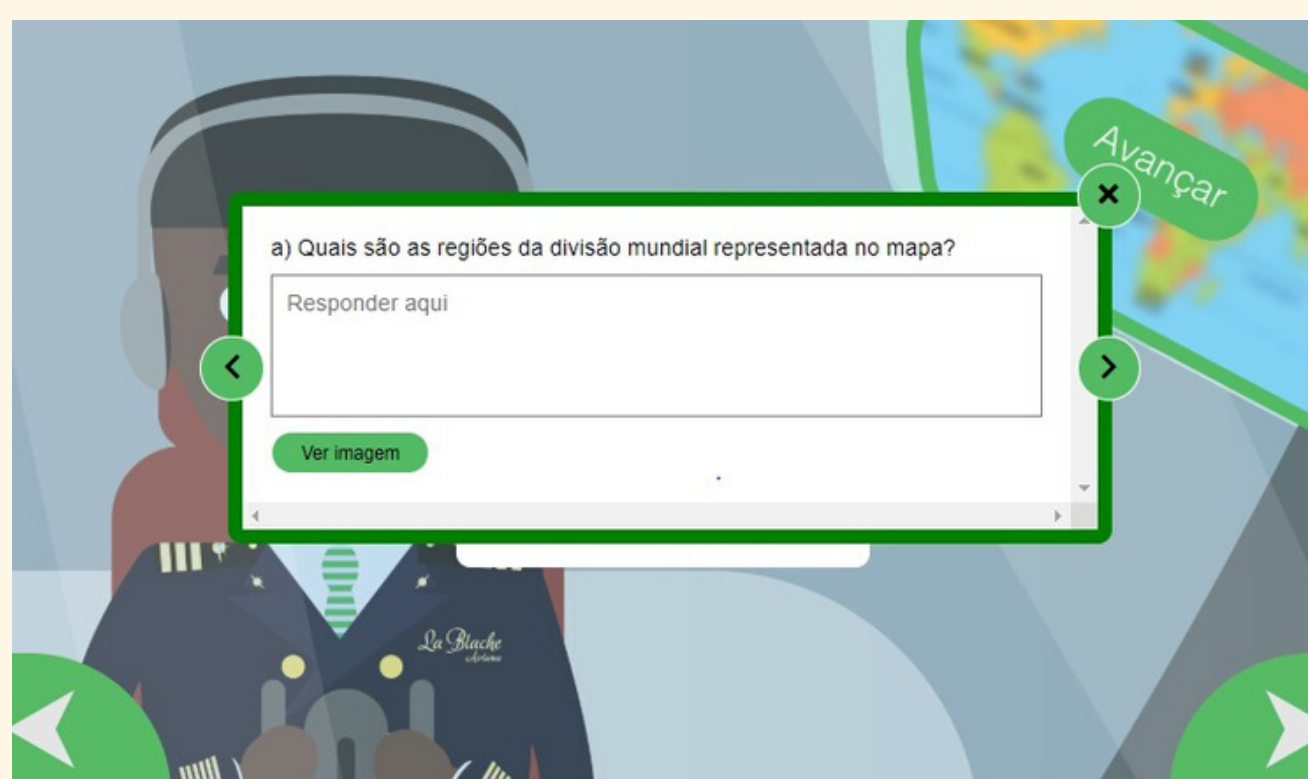 Avançar
a) Quais são as regiões da divisão mundial representada no mapa?
Responder aqui
Ver imagem
La Blache